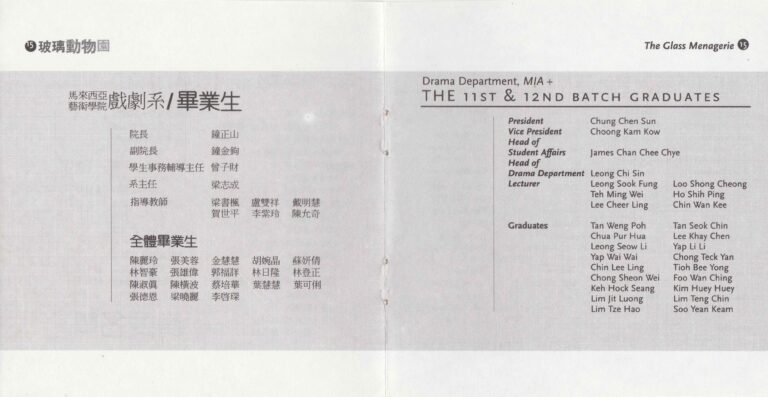 15 玻璃動物園
馬來西亞
藝術學院 戲劇系/畢業生
院長 鐘正山
副院長 鐘金鉤
學生事務輔導主任 曾子財
系主任 梁志成
指導教師 梁書楓 盧雙祥 戴明慧
賀世平 李棠玲 陳允奇
全體畢業生
陳麗玲 張美蓉 金慧慧 胡婉晶 蘇妍倩
林智豪 張雄偉 郭福詳 林日隆 林登正
陳淑貞 陳橫波 蔡培華 葉慧慧 葉可俐
張德恩 梁曉麗 李啓琛
The Glass Menagerie 15
Drama Department, MIA +
THE 11ST & 12ND BATCH GRADUATES
President Chung Chen Sun
Vice President Choong Kam Kow
Head of
Student Affairs James Chan Chee Chye
Head of
Drama Department Leong Chi Sin
Lecturer Leong Sook Fung Loo Shong Cheong
Teh Ming Wei Ho Shih Ping
Lee Cheer Ling Chin Wan Kee
Graduates Tan Weng Poh Tan Seok Chin
Chua Pur Hua Lee Khay Chen
Leong Seow Li Yap Li Li
Yap Wai Wai Chong Teck Yan
Chin Lee Ling Tioh Bee Yong
Chong Sheon Wei Foo Wan Ching
Keh Hock Seang Kim Huey Huey
Lim Jit Luong Lim Teng Chin
Lim Tze Hao Soo Yean Keam